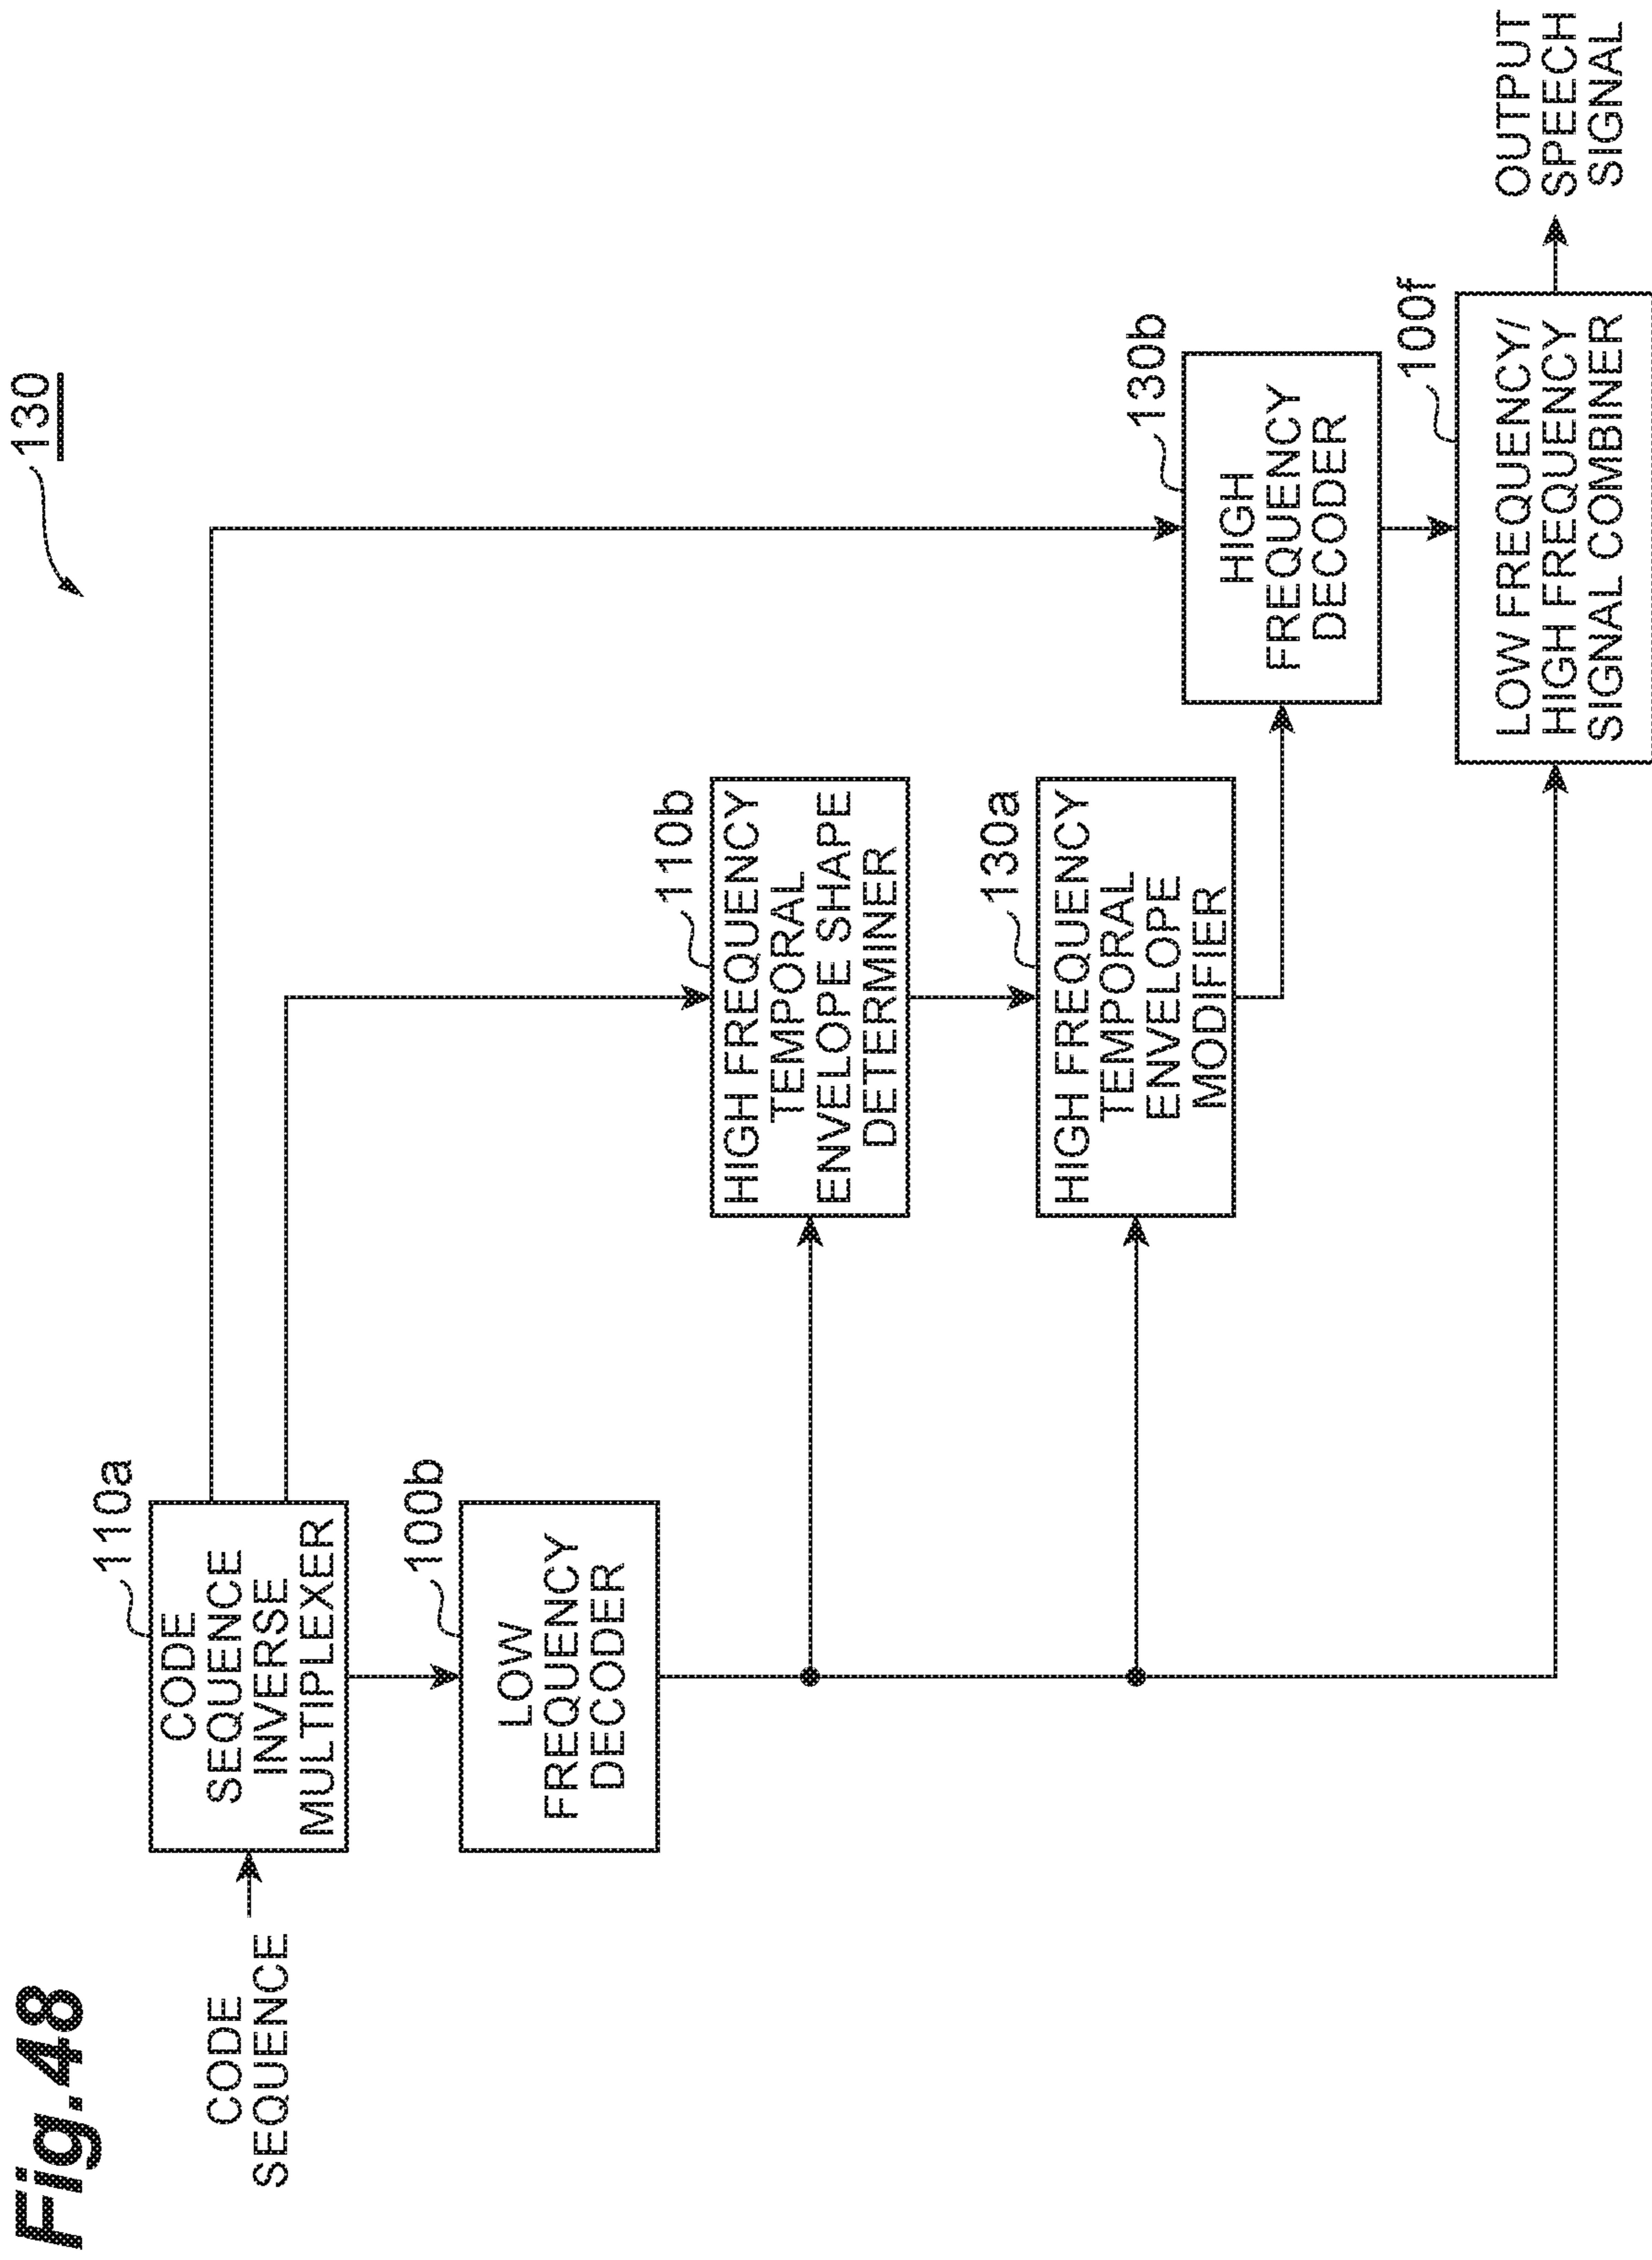 Fig.48
130
CODE
SEQUENCE
110a
CODE
SEQUENCE
INVERSE
MULTIPLEXER
100b
LOW
FREQUENCY
DECODER
110b
HIGH FREQUENCY
TEMPORAL
ENVELOPE SHAPE
DETERMINER
130a
HIGH FREQUENCY
TEMPORAL
ENVELOPE
MODIFIER
130b
HIGH
FREQUENCY
DECODER
100f
LOW FREQUENCY/
HIGH FREQUENCY
SIGNAL COMBINER
OUTPUT
SPEECH
SIGNAL